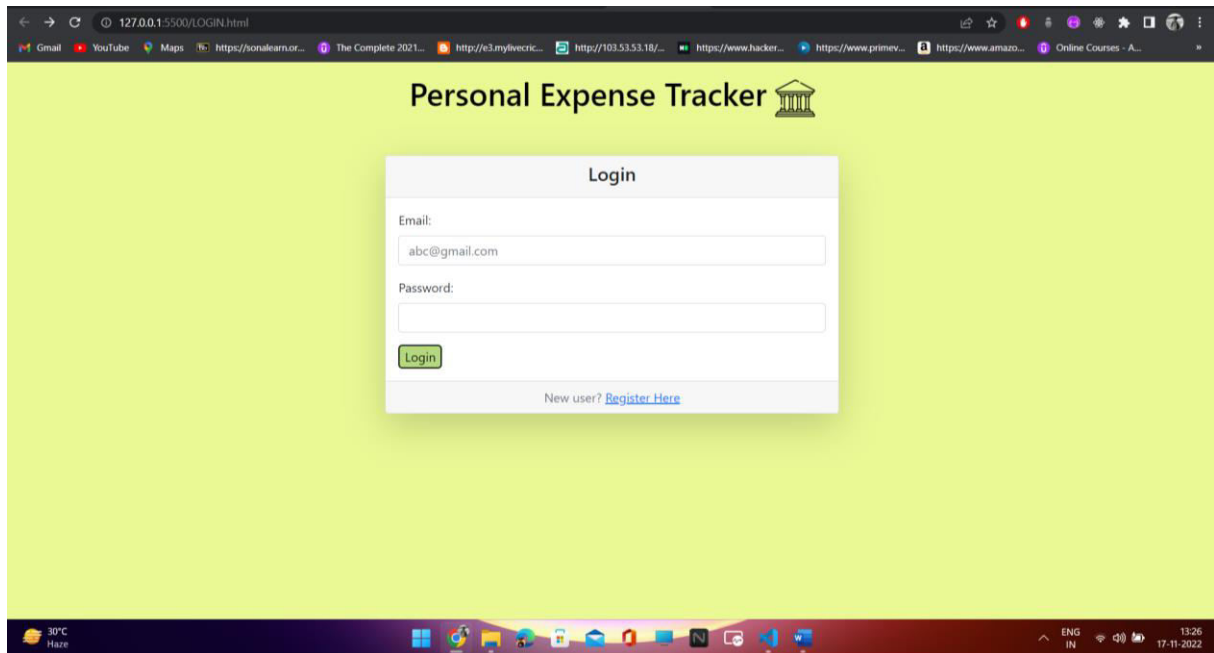 127.0.0.1:5500/LOGIN.html
Gmail YouTube Maps https://sonalearn.or... The Complete 2021... http://e3.mylivecric... http://103.53.53.18/... https://www.hacker... https://www.primev... https://www.amazo... Online Courses - A... »
Personal Expense Tracker
Login
Email:
abc@gmail.com
Password:
Login
New user? Register Here
30°C
Haze
ENG
IN
13:26
17-11-2022